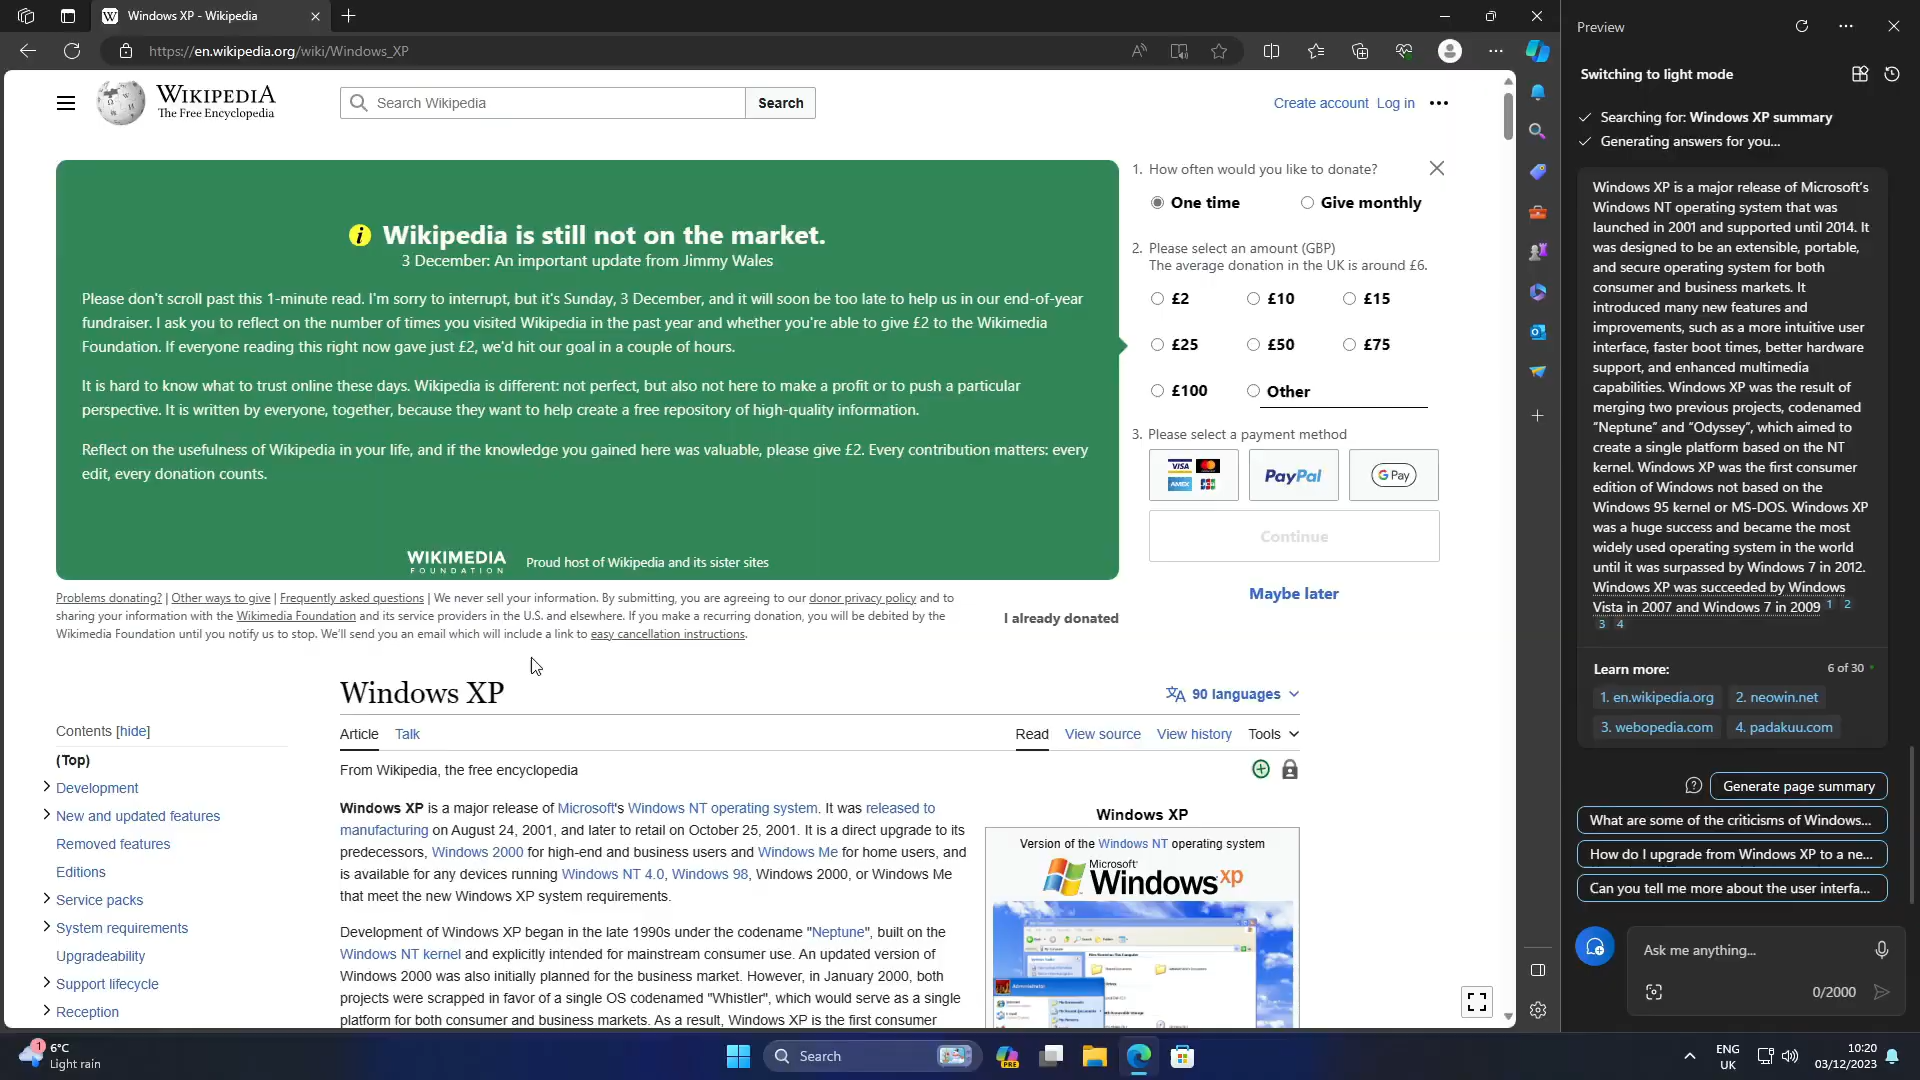 Windows XP - Wikipedia
https://en.wikipedia.org/wiki/Windows_XP
WIKIPEDIA
The Free Encyclopedia
Search Wikipedia
Search
Create account
Log in
Wikipedia is still not on the market.
3 December: An important update from Jimmy Wales
Please don't scroll past this 1-minute read. I'm sorry to interrupt, but it's Sunday, 3 December, and it will soon be too late to help us in our end-of-year
fundraiser. I ask you to reflect on the number of times you visited Wikipedia in the past year and whether you're able to give £2 to the Wikimedia
Foundation. If everyone reading this right now gave just £2, we'd hit our goal in a couple of hours.
It is hard to know what to trust online these days. Wikipedia is different: not perfect, but also not here to make a profit or to push a particular
perspective. It is written by everyone, together, because they want to help create a free repository of high-quality information.
Reflect on the usefulness of Wikipedia in your life, and if the knowledge you gained here was valuable, please give £2. Every contribution matters: every
edit, every donation counts.
WIKIMEDIA
FOUNDATION
Proud host of Wikipedia and its sister sites
1. How often would you like to donate?
One time
Give monthly
2. Please select an amount (GBP)
The average donation in the UK is around £6.
£2
£10
£15
£25
£50
£75
£100
Other
3. Please select a payment method
VISA
AMEX
JCB
PayPal
G Pay
Continue
Maybe later
Problems donating? | Other ways to give | Frequently asked questions | We never sell your information. By submitting, you are agreeing to our donor privacy policy and to
sharing your information with the Wikimedia Foundation and its service providers in the U.S. and elsewhere. If you make a recurring donation, you will be debited by the
Wikimedia Foundation until you notify us to stop. We'll send you an email which will include a link to easy cancellation instructions.
I already donated
Windows XP
90 languages
Contents [hide]
(Top)
Development
New and updated features
Removed features
Editions
Service packs
System requirements
Upgradeability
Support lifecycle
Reception
Article
Talk
Read
View source
View history
Tools
From Wikipedia, the free encyclopedia
Windows XP is a major release of Microsoft's Windows NT operating system. It was released to
manufacturing on August 24, 2001, and later to retail on October 25, 2001. It is a direct upgrade to its
predecessors, Windows 2000 for high-end and business users and Windows Me for home users, and
is available for any devices running Windows NT 4.0, Windows 98, Windows 2000, or Windows Me
that meet the new Windows XP system requirements.
Development of Windows XP began in the late 1990s under the codename "Neptune", built on the
Windows NT kernel and explicitly intended for mainstream consumer use. An updated version of
Windows 2000 was also initially planned for the business market. However, in January 2000, both
projects were scrapped in favor of a single OS codenamed "Whistler", which would serve as a single
platform for both consumer and business markets. As a result, Windows XP is the first consumer
Windows XP
Version of the Windows NT operating system
Microsoft
Windows xp
Administrator
Preview
Switching to light mode
Searching for: Windows XP summary
Generating answers for you...
Windows XP is a major release of Microsoft's
Windows NT operating system that was
launched in 2001 and supported until 2014. It
was designed to be an extensible, portable,
and secure operating system for both
consumer and business markets. It
introduced many new features and
improvements, such as a more intuitive user
interface, faster boot times, better hardware
support, and enhanced multimedia
capabilities. Windows XP was the result of
merging two previous projects, codenamed
"Neptune" and "Odyssey", which aimed to
create a single platform based on the NT
kernel. Windows XP was the first consumer
edition of Windows not based on the
Windows 95 kernel or MS-DOS. Windows XP
was a huge success and became the most
widely used operating system in the world
until it was surpassed by Windows 7 in 2012.
Windows XP was succeeded by Windows
Vista in 2007 and Windows 7 in 2009 1 2
3 4
Learn more:
6 of 30
1. en.wikipedia.org
2. neowin.net
3. webopedia.com
4. padakuu.com
Generate page summary
What are some of the criticisms of Windows...
How do I upgrade from Windows XP to a ne...
Can you tell me more about the user interfa...
Ask me anything...
0/2000
1
6°C
Light rain
Search
PRE
ENG
UK
10:20
03/12/2023